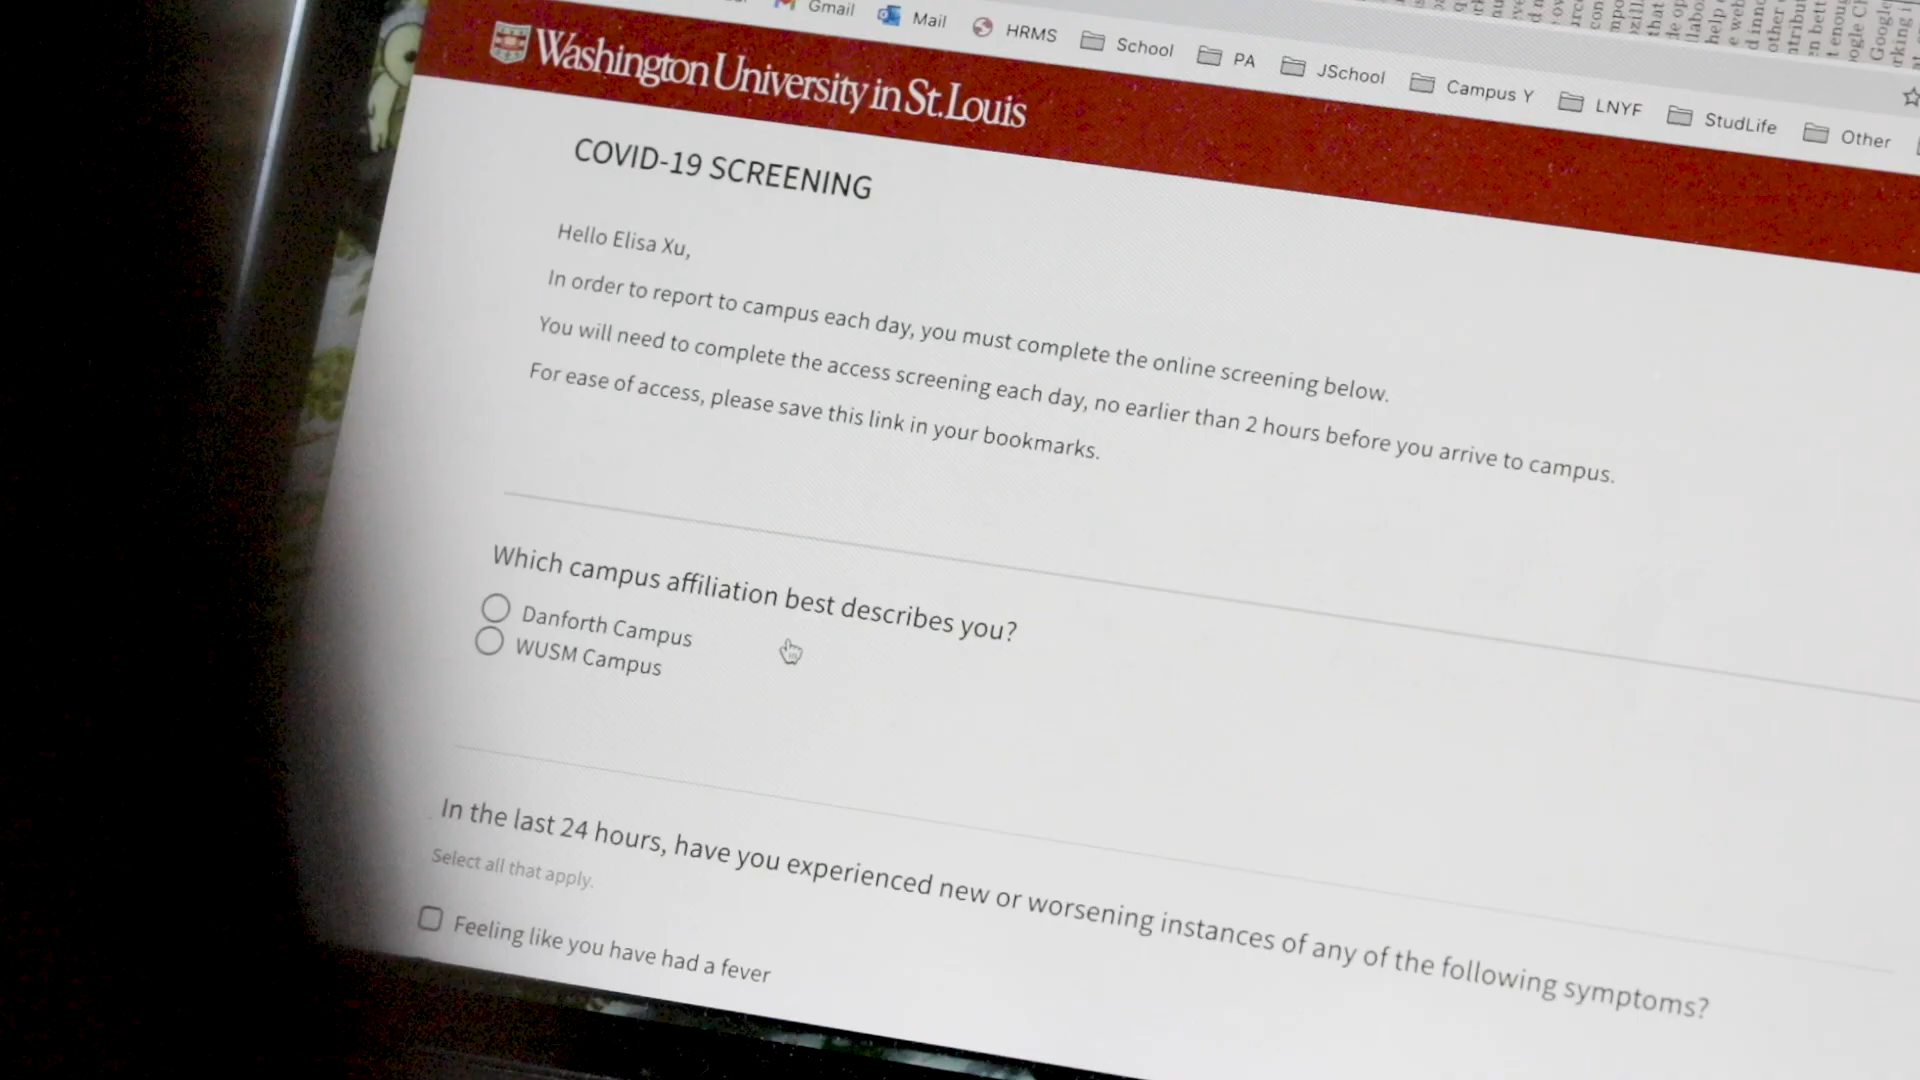 Gmail Mail HRMS School PA JSchool Campus Y LNYF StudLife Other
Washington University in St. Louis
COVID-19 SCREENING
Hello Elisa Xu,
In order to report to campus each day, you must complete the online screening below.
You will need to complete the access screening each day, no earlier than 2 hours before you arrive to campus.
For ease of access, please save this link in your bookmarks.
Which campus affiliation best describes you?
Danforth Campus
WUSM Campus
In the last 24 hours, have you experienced new or worsening instances of any of the following symptoms?
Select all that apply.
Feeling like you have had a fever